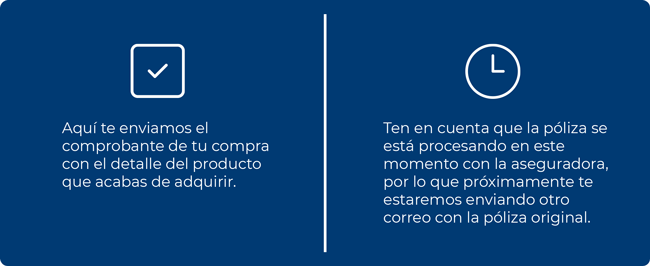 Aquí te enviamos el
comprobante de tu compra
con el detalle del producto
que acabas de adquirir.
Ten en cuenta que la póliza se
está procesando en este
momento con la aseguradora,
por lo que próximamente te
estaremos enviando otro
correo con la póliza original.